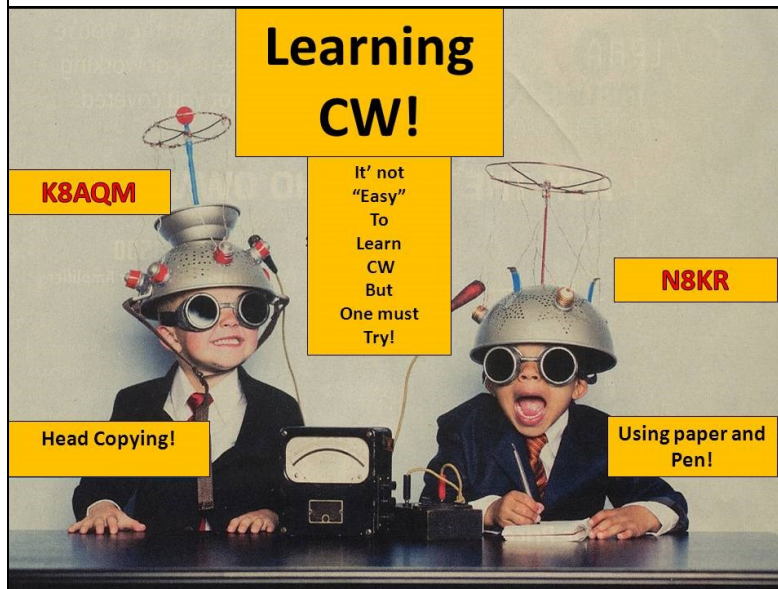 Learning
CW!
K8AQM
It’ not
“Easy”
To
Learn
CW
But
One must
Try!
N8KR
Head Copying!
Using paper and
Pen!